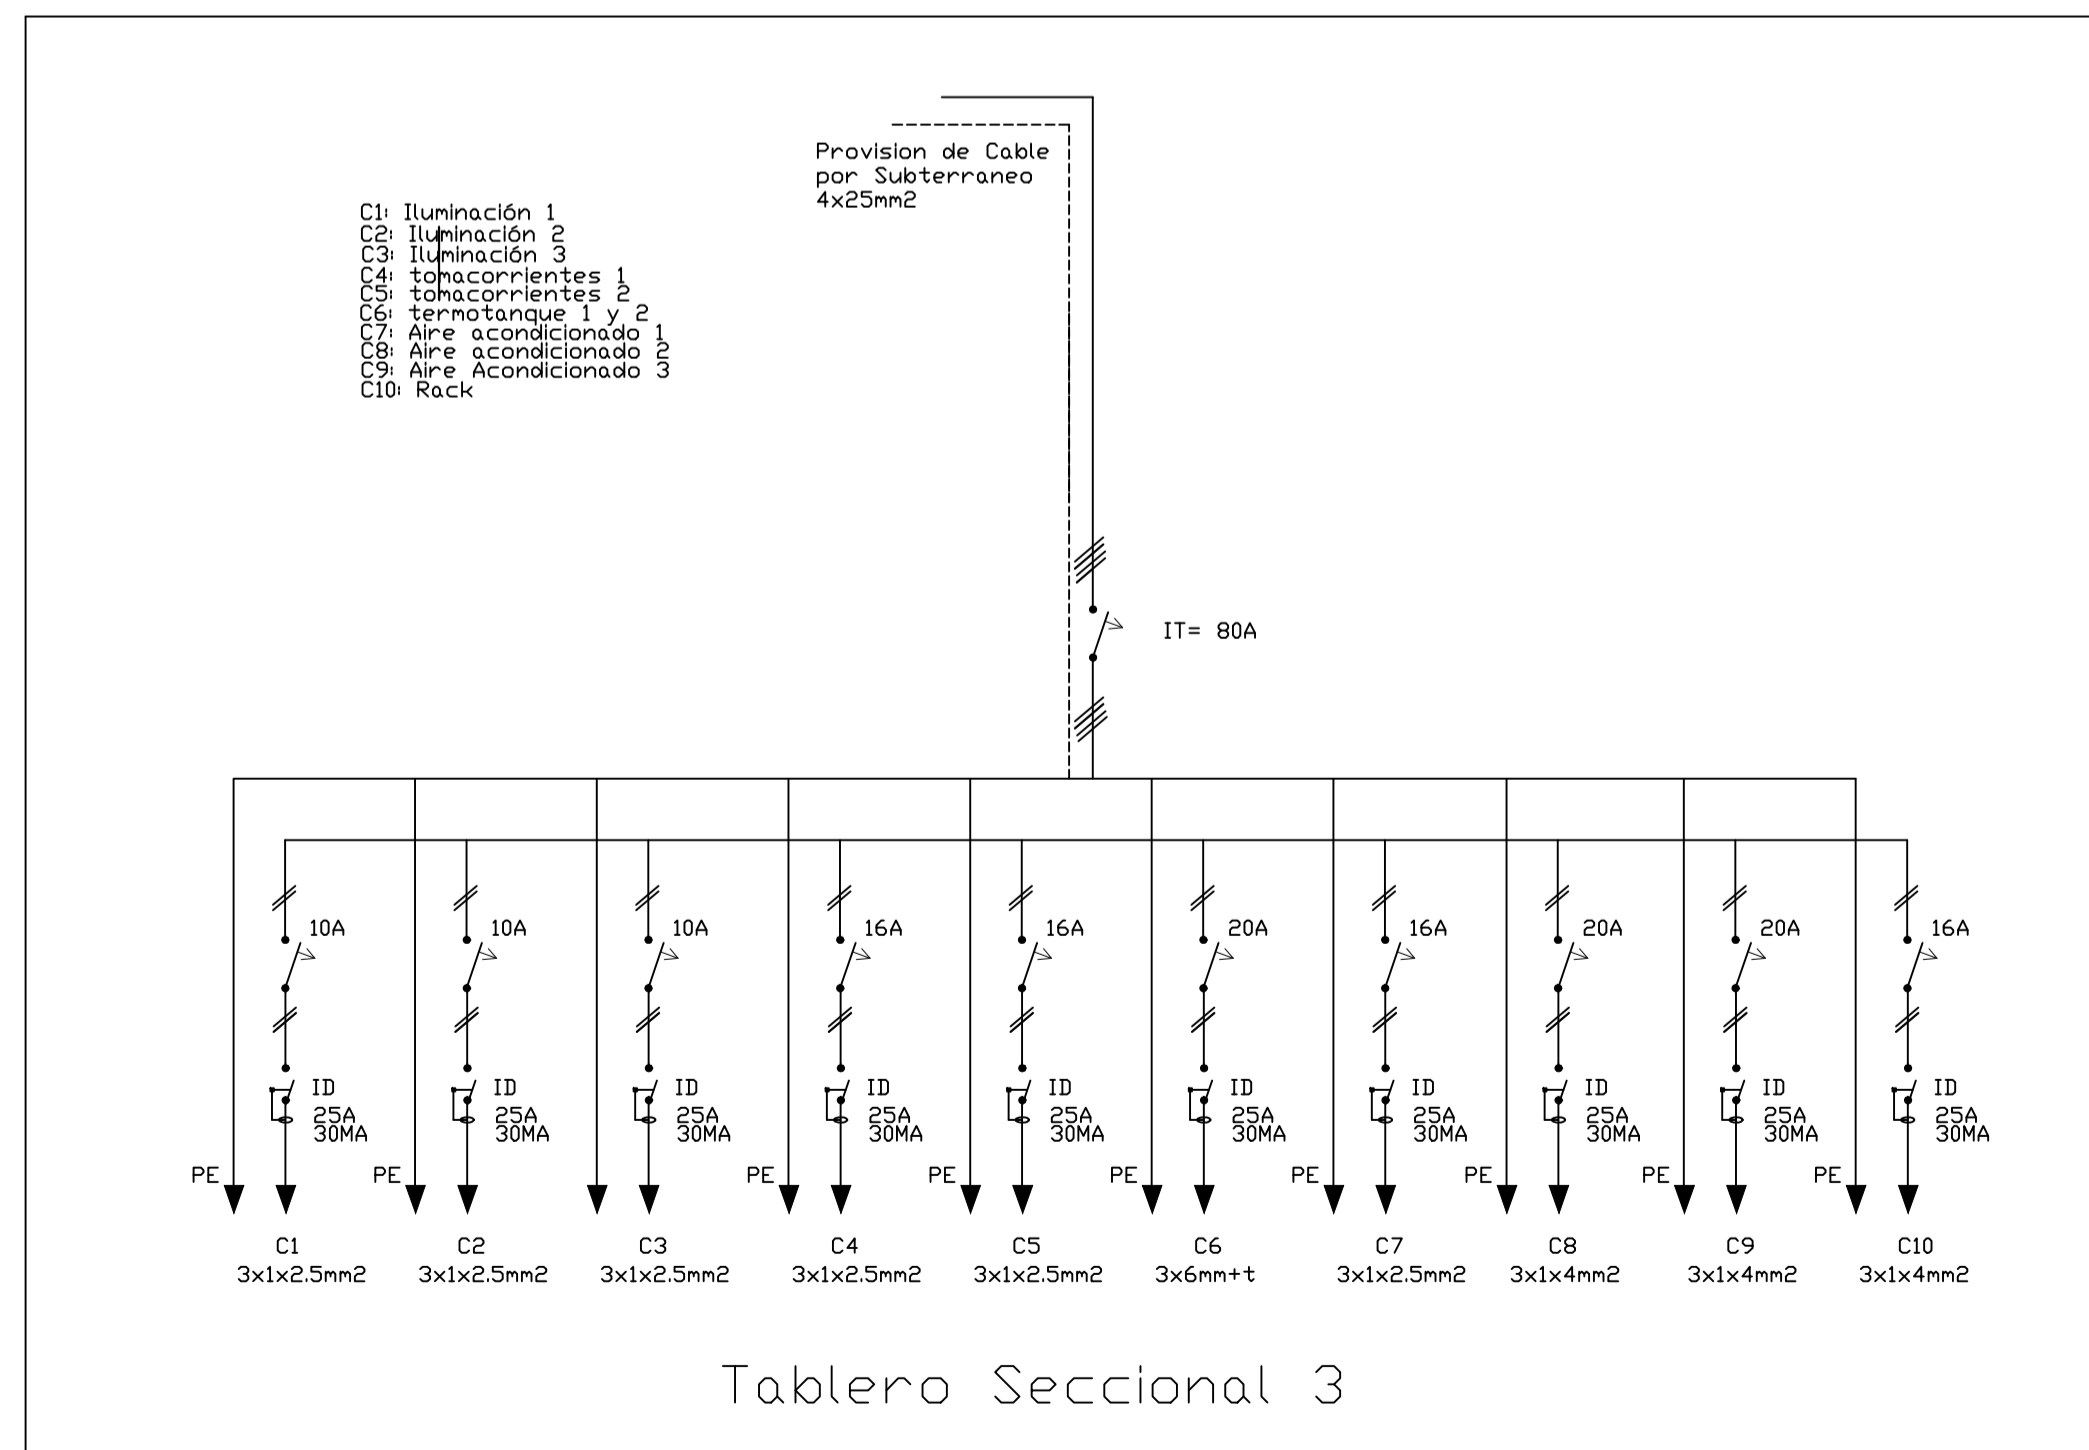 Provision de Cable
por Subterraneo
4x25mm2
C1: Iluminación 1
C2: Iluminación 2
C3: Iluminación 3
C4: tomacorrientes 1
C5: tomacorrientes 2
C6: termotanque 1 y 2
C7: Aire acondicionado 1
C8: Aire acondicionado 2
C9: Aire Acondicionado 3
C10: Rack
IT= 80A
10A 10A 10A 16A 16A 20A 16A 20A 20A 16A
ID ID ID ID ID ID ID ID ID ID
25A 25A 25A 25A 25A 25A 25A 25A 25A 25A
30MA 30MA 30MA 30MA 30MA 30MA 30MA 30MA 30MA 30MA
PE PE PE PE PE PE PE PE PE
C1 C2 C3 C4 C5 C6 C7 C8 C9 C10
3x1x2.5mm2 3x1x2.5mm2 3x1x2.5mm2 3x1x2.5mm2 3x1x2.5mm2 3x6mm+t 3x1x2.5mm2 3x1x4mm2 3x1x4mm2 3x1x4mm2
Tablero Seccional 3